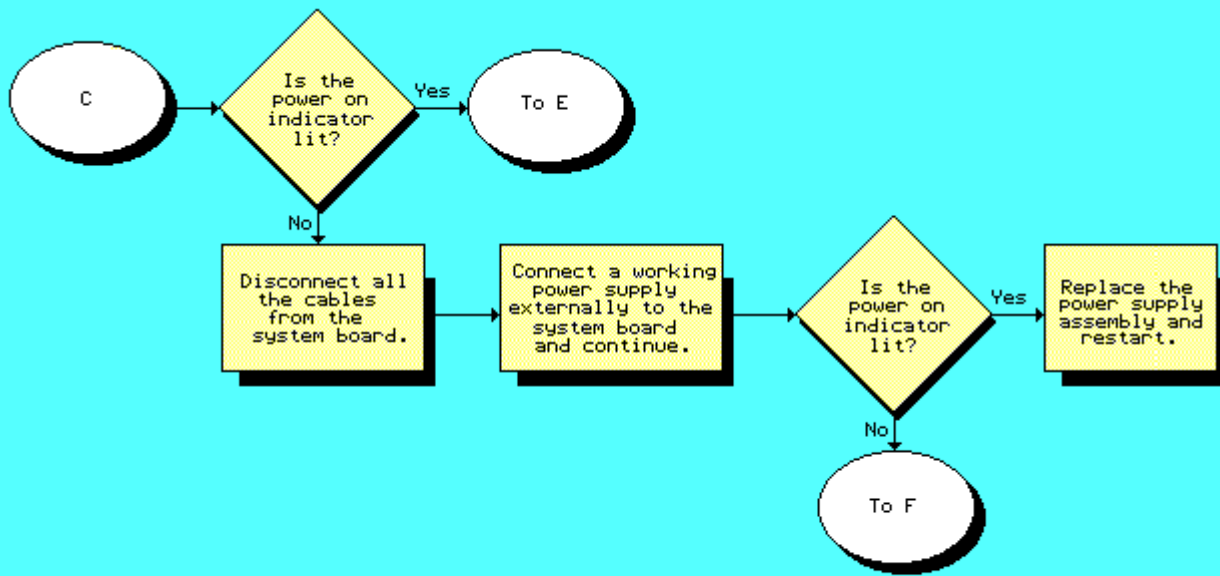 C
Is the
power on
indicator
lit?
Yes
To E
No
Disconnect all
the cables
from the
system board.
Connect a working
power supply
externally to the
system board
and continue.
Is the
power on
indicator
lit?
Yes
Replace the
power supply
assembly and
restart.
No
To F